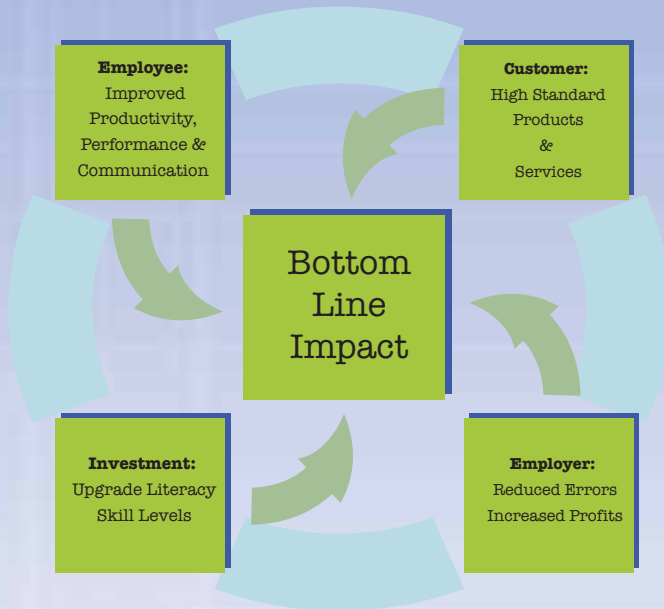 Employee:
Improved
Productivity,
Performance &
Communication
Customer:
High Standard
Products
&
Services
Bottom
Line
Impact
Investment:
Upgrade Literacy
Skill Levels
Employer:
Reduced Errors
Increased Profits